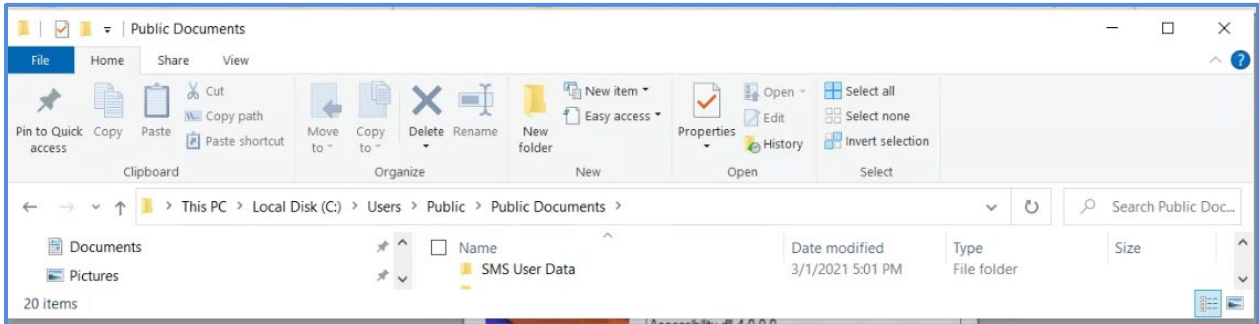 Public Documents
File Home Share View
Pin to Quick access
Copy
Paste
Cut
Copy path
Paste shortcut
Clipboard
Move to
Copy to
Delete
Rename
Organize
New folder
New item
Easy access
New
Properties
Open
Edit
History
Open
Select all
Select none
Invert selection
Select
This PC > Local Disk (C:) > Users > Public > Public Documents >
Search Public Doc...
Documents
Pictures
Name Date modified Type Size
SMS User Data 3/1/2021 5:01 PM File folder
20 items